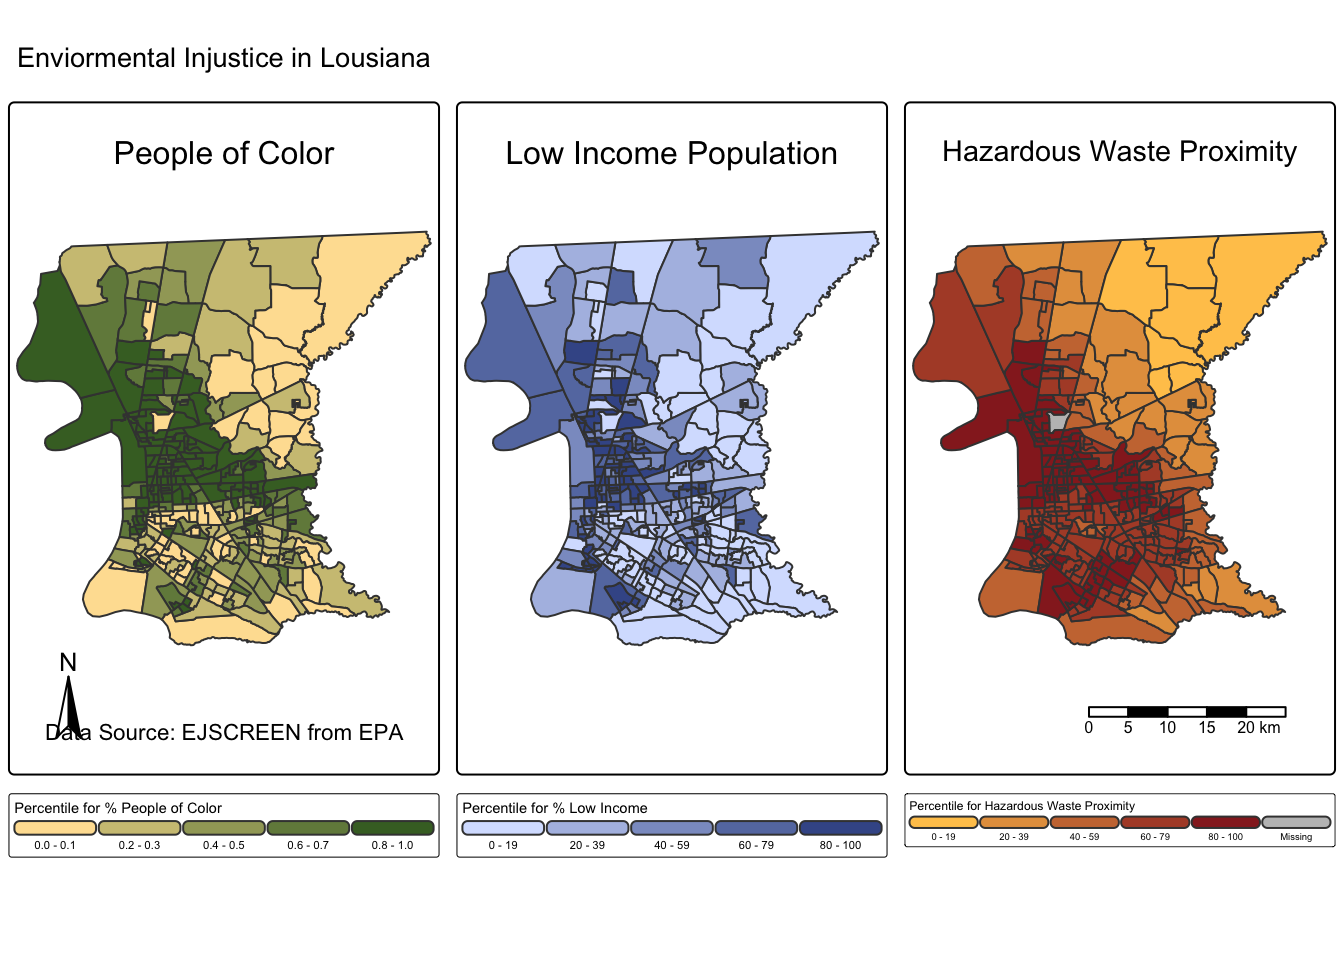 Enviormental Injustice in Lousiana
People of Color
Low Income Population
Hazardous Waste Proximity
N
Data Source: EJSCREEN from EPA
0 5 10 15 20 km
Percentile for % People of Color
0.0 - 0.1 0.2 - 0.3 0.4 - 0.5 0.6 - 0.7 0.8 - 1.0
Percentile for % Low Income
0 - 19 20 - 39 40 - 59 60 - 79 80 - 100
Percentile for Hazardous Waste Proximity
0 - 19 20 - 39 40 - 59 60 - 79 80 - 100 Missing